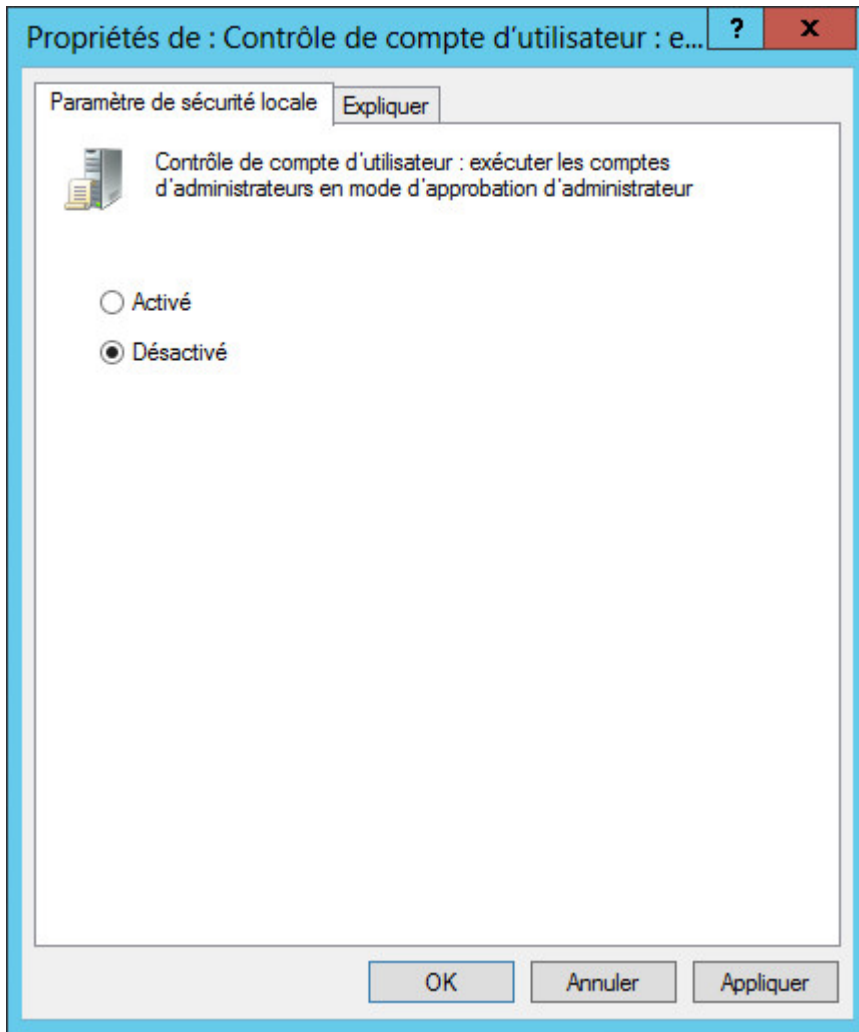 Propriétés de : Contrôle de compte d'utilisateur : e...
?
x
Paramètre de sécurité locale
Expliquer
Contrôle de compte d'utilisateur : exécuter les comptes
d'administrateurs en mode d'approbation d'administrateur
Activé
Désactivé
OK
Annuler
Appliquer